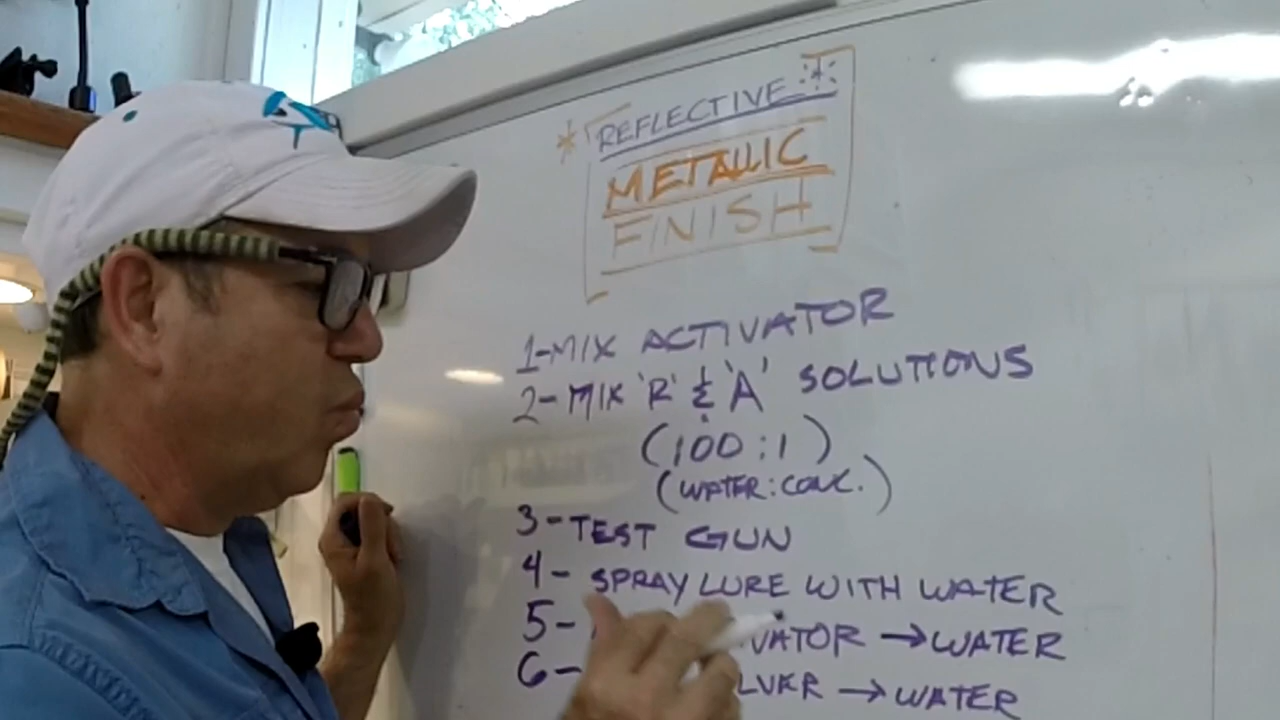 * REFLECTIVE
METALLIC
FINISH
1-MIX ACTIVATOR
2-MIX 'R' & 'A' SOLUTIONS
(100:1)
(WATER:CONC.)
3-TEST GUN
4- SPRAY LURE WITH WATER
5- VATOR → WATER
6- LVER → WATER